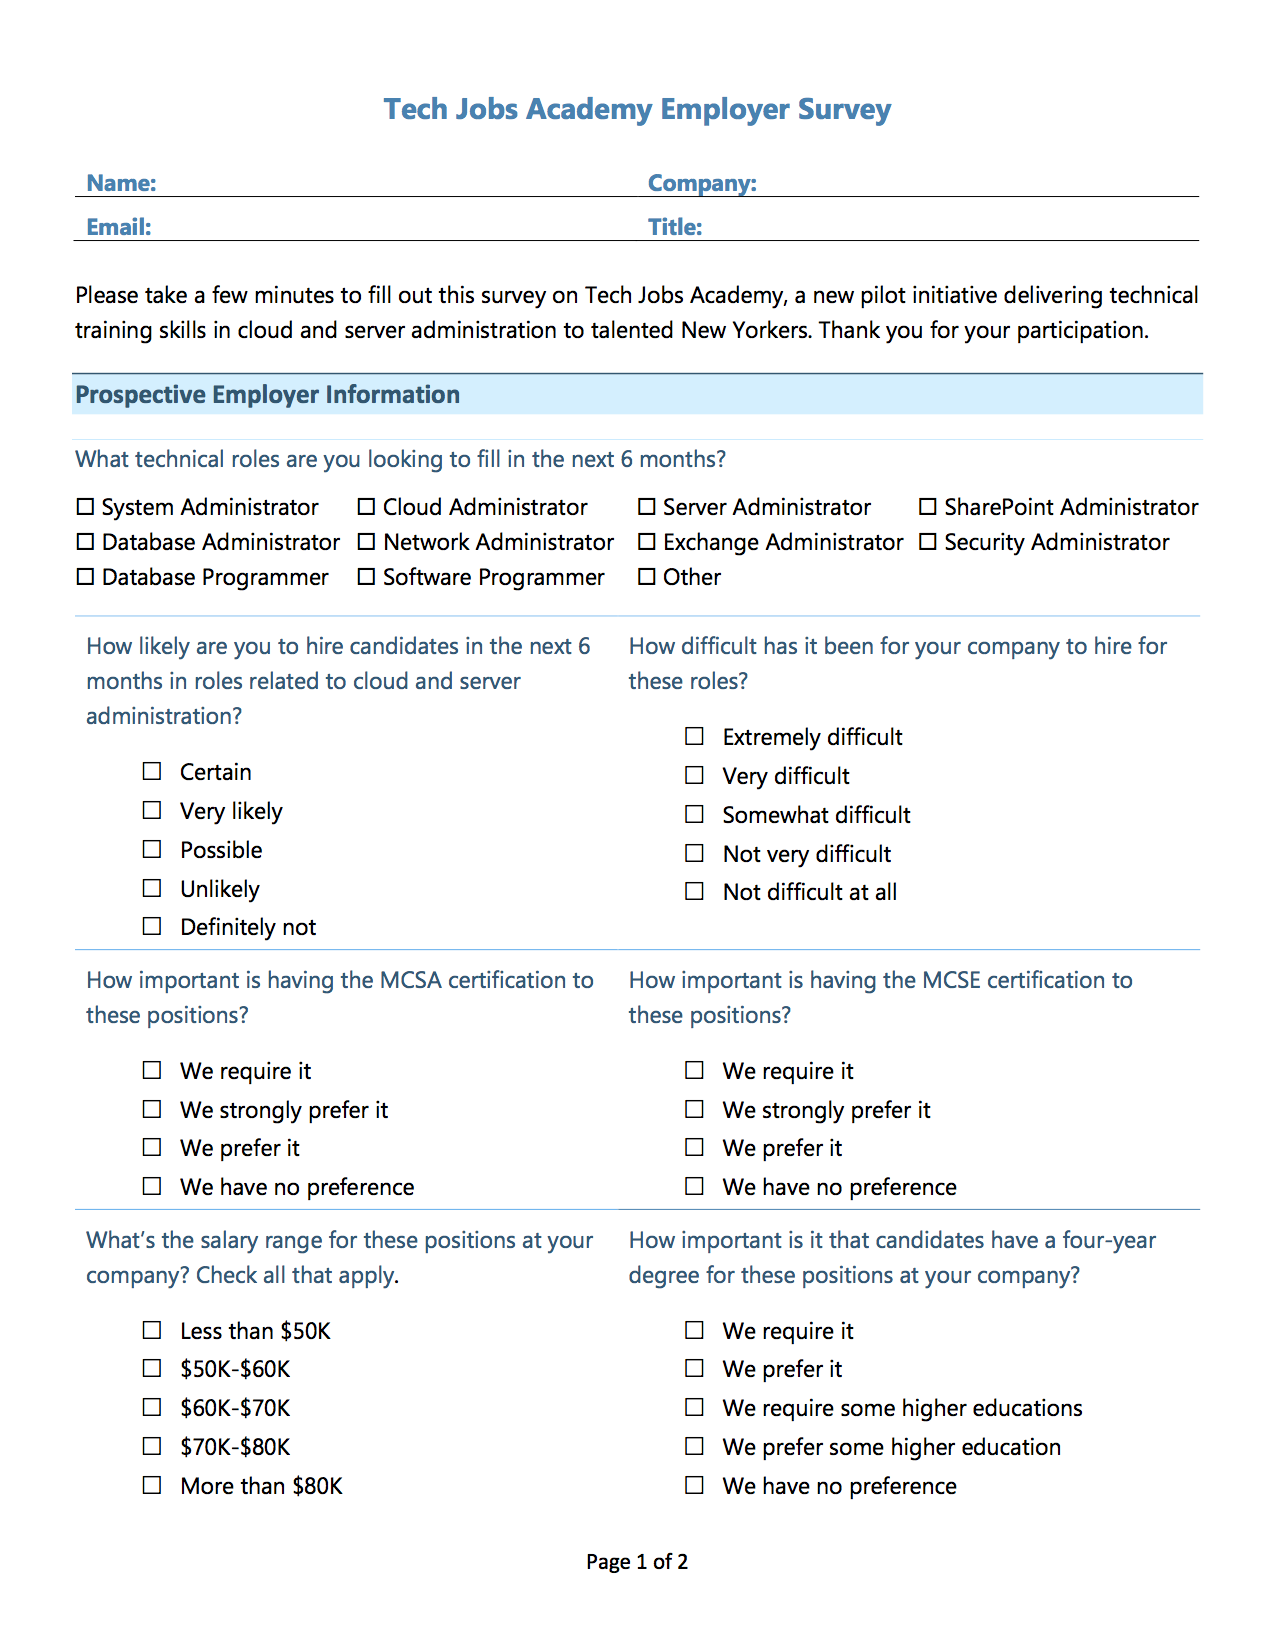 Tech Jobs Academy Employer Survey
Name: Company:
Email: Title:
Please take a few minutes to fill out this survey on Tech Jobs Academy, a new pilot initiative delivering technical
training skills in cloud and server administration to talented New Yorkers. Thank you for your participation.
Prospective Employer Information
What technical roles are you looking to fill in the next 6 months?
☐ System Administrator ☐ Cloud Administrator ☐ Server Administrator ☐ SharePoint Administrator
☐ Database Administrator ☐ Network Administrator ☐ Exchange Administrator ☐ Security Administrator
☐ Database Programmer ☐ Software Programmer ☐ Other
How likely are you to hire candidates in the next 6
months in roles related to cloud and server
administration?
☐ Certain
☐ Very likely
☐ Possible
☐ Unlikely
☐ Definitely not
How difficult has it been for your company to hire for
these roles?
☐ Extremely difficult
☐ Very difficult
☐ Somewhat difficult
☐ Not very difficult
☐ Not difficult at all
How important is having the MCSA certification to
these positions?
☐ We require it
☐ We strongly prefer it
☐ We prefer it
☐ We have no preference
How important is having the MCSE certification to
these positions?
☐ We require it
☐ We strongly prefer it
☐ We prefer it
☐ We have no preference
What's the salary range for these positions at your
company? Check all that apply.
☐ Less than $50K
☐ $50K-$60K
☐ $60K-$70K
☐ $70K-$80K
☐ More than $80K
How important is it that candidates have a four-year
degree for these positions at your company?
☐ We require it
☐ We prefer it
☐ We require some higher educations
☐ We prefer some higher education
☐ We have no preference
Page 1 of 2